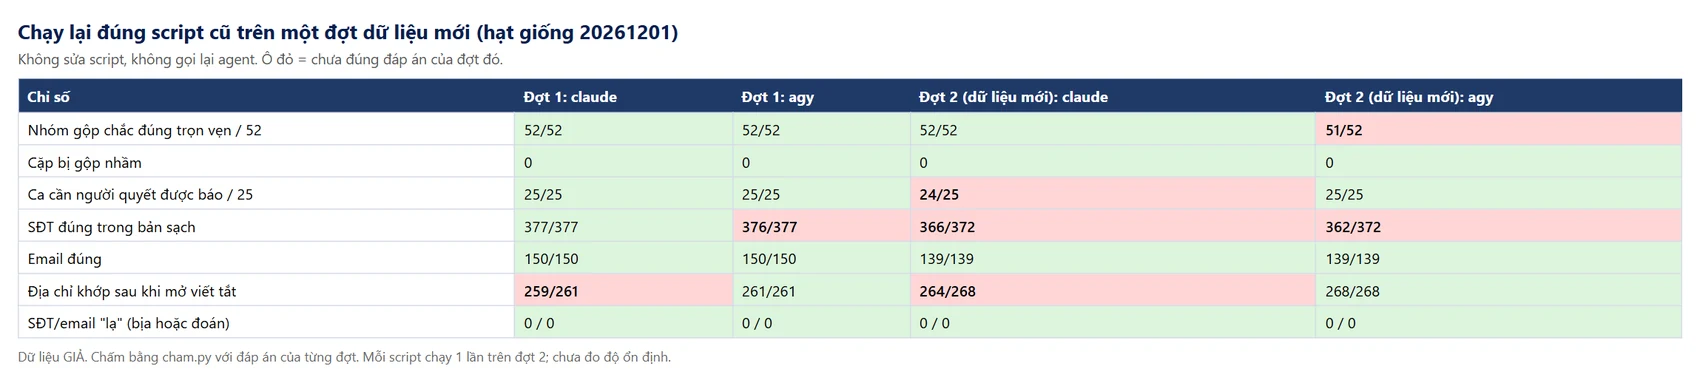 Chạy lại đúng script cũ trên một đợt dữ liệu mới (hạt giống 20261201)
Không sửa script, không gọi lại agent. Ô đỏ = chưa đúng đáp án của đợt đó.
Chỉ số Đợt 1: claude Đợt 1: agy Đợt 2 (dữ liệu mới): claude Đợt 2 (dữ liệu mới): agy
Nhóm gộp chắc đúng trọn vẹn / 52 52/52 52/52 52/52 51/52
Cặp bị gộp nhầm 0 0 0 0
Ca cần người quyết được báo / 25 25/25 25/25 24/25 25/25
SĐT đúng trong bản sạch 377/377 376/377 366/372 362/372
Email đúng 150/150 150/150 139/139 139/139
Địa chỉ khớp sau khi mở viết tắt 259/261 261/261 264/268 268/268
SĐT/email "lạ" (bịa hoặc đoán) 0 / 0 0 / 0 0 / 0 0 / 0
Dữ liệu GIẢ. Chấm bằng cham.py với đáp án của từng đợt. Mỗi script chạy 1 lần trên đợt 2; chưa đo độ ổn định.